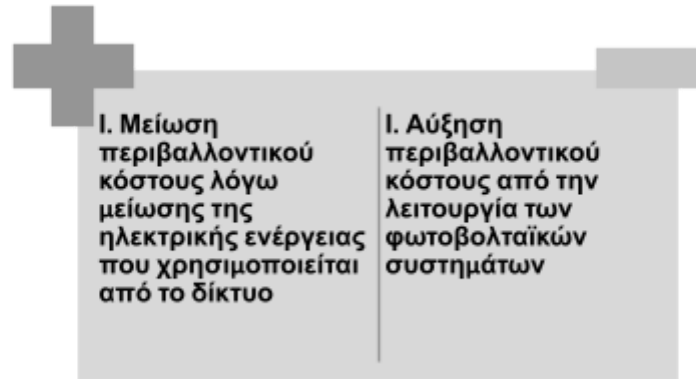 Ι. Μείωση
περιβαλλοντικού
κόστους λόγω
μείωσης της
ηλεκτρικής ενέργειας
που χρησιμοποιείται
από το δίκτυο
Ι. Αύξηση
περιβαλλοντικού
κόστους από την
λειτουργία των
φωτοβολταϊκών
συστημάτων